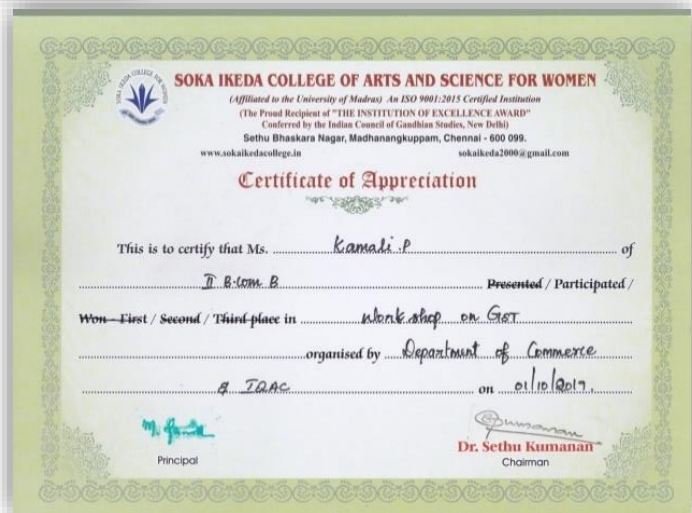 SOKA IKEDA COLLEGE OF ARTS AND SCIENCE FOR WOMEN
(Affiliated to the University of Madras) An ISO 9001:2015 Certified Institution
(The Proud Recipient of "THE INSTITUTION OF EXCELLENCE AWARD"
Conferred by the Indian Council of Gandhian Studies, New Delhi)
Sethu Bhaskara Nagar, Madhanangkuppam, Chennai - 600 099.
www.sokaikedacollege.in sokaikeda2000@gmail.com
Certificate of Appreciation
This is to certify that Ms. Kamali.P of
II B.com B Presented / Participated /
Won - First / Second / Third place in Work shop on GST
organised by Department of Commerce
& IQAC on 01/10/2019.
Principal
Dr. Sethu Kumanan
Chairman